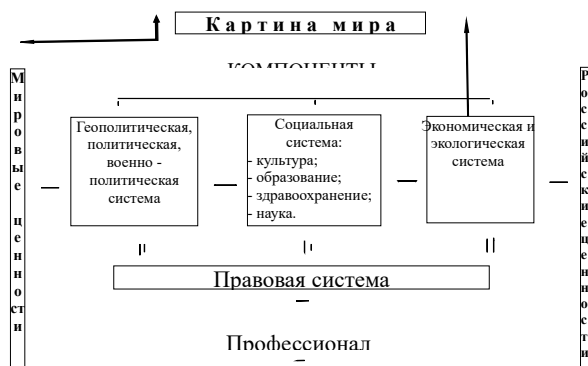 Картина мира
КОМПОНЕНТЫ
Мировые ценности
Геополитическая,
политическая,
военно -
политическая
система
Социальная
система:
- культура;
- образование;
- здравоохранение;
- наука.
Экономическая и
экологическая
система
Российские ценности
Правовая система
Профессионал